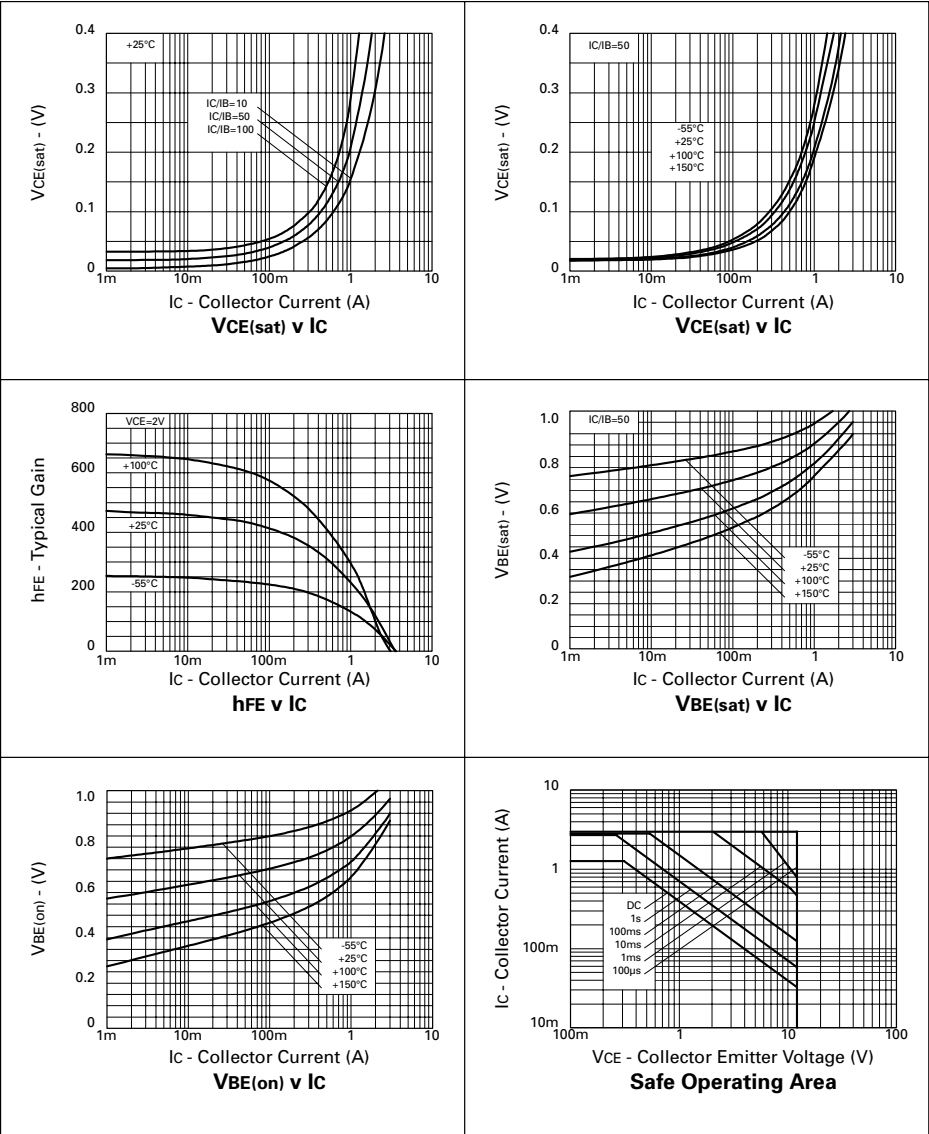 0.4
+25°C
0.3
IC/IB=10
IC/IB=50
IC/IB=100
0.2
0.1
0
VCE(sat) - (V)
1m 10m 100m 1 10
IC - Collector Current (A)
VCE(sat) v IC
0.4
IC/IB=50
0.3
-55°C
+25°C
+100°C
+150°C
0.2
0.1
0
VCE(sat) - (V)
1m 10m 100m 1 10
IC - Collector Current (A)
VCE(sat) v IC
800
VCE=2V
600
+100°C
400
+25°C
200
-55°C
0
hFE - Typical Gain
1m 10m 100m 1 10
IC - Collector Current (A)
hFE v IC
1.0
IC/IB=50
0.8
0.6
0.4
-55°C
+25°C
+100°C
+150°C
0.2
0
VBE(sat) - (V)
1m 10m 100m 1 10
IC - Collector Current (A)
VBE(sat) v IC
1.0
0.8
0.6
0.4
-55°C
+25°C
+100°C
+150°C
0.2
0
VBE(on) - (V)
1m 10m 100m 1 10
IC - Collector Current (A)
VBE(on) v IC
10
1
DC
1s
100ms
10ms
1ms
100µs
100m
10m
IC - Collector Current (A)
100m 1 10 100
VCE - Collector Emitter Voltage (V)
Safe Operating Area